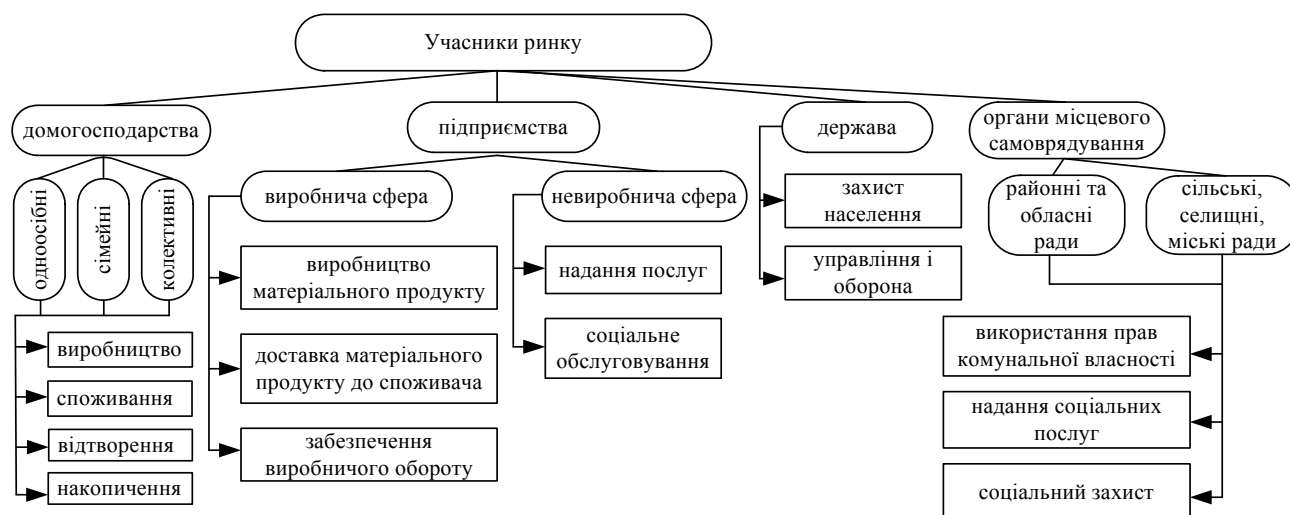 Учасники ринку
домогосподарства
підприємства
держава
органи місцевого
самоврядування
одноосібні
сімейні
колективні
виробництво
споживання
відтворення
накопичення
виробнича сфера
виробництво
матеріального продукту
доставка матеріального
продукту до споживача
забезпечення
виробничого обороту
невиробнича сфера
надання послуг
соціальне
обслуговування
захист
населення
управління і
оборона
районні та
обласні
ради
сільські,
селищні,
міські ради
використання прав
комунальної власності
надання соціальних
послуг
соціальний захист